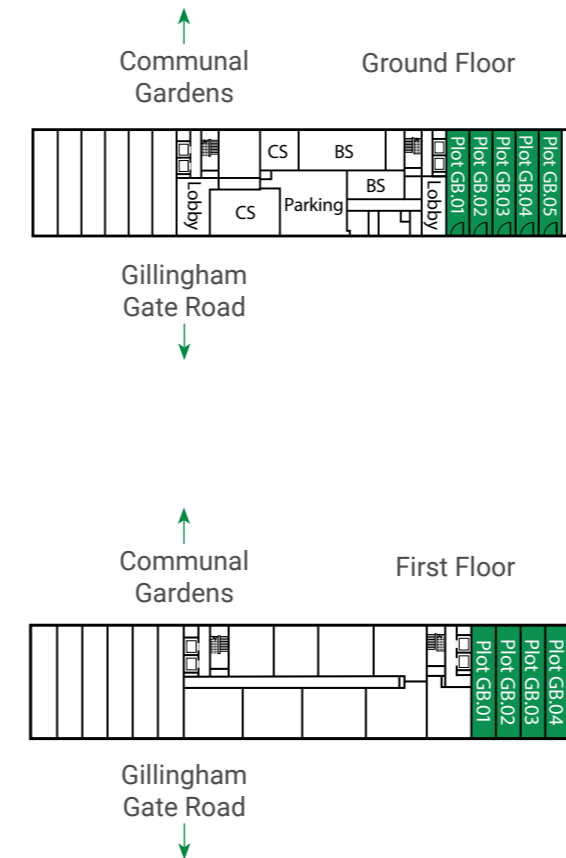 Communal
Gardens
Ground Floor
CS
BS
Plot GB.01
Plot GB.02
Plot GB.03
Plot GB.04
Plot GB.05
Lobby
CS
Parking
BS
Lobby
Gillingham
Gate Road
Communal
Gardens
First Floor
Plot GB.01
Plot GB.02
Plot GB.03
Plot GB.04
Gillingham
Gate Road